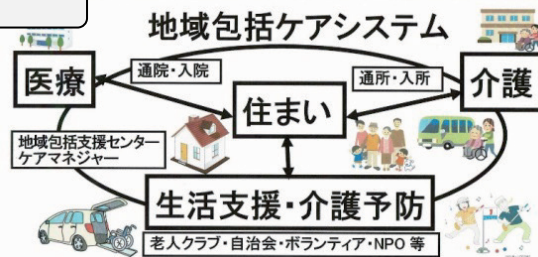 地域包括ケアシステム
医療
通院・入院
通所・入所
介護
住まい
地域包括支援センター
ケアマネジャー
生活支援・介護予防
老人クラブ・自治会・ボランティア・NPO 等